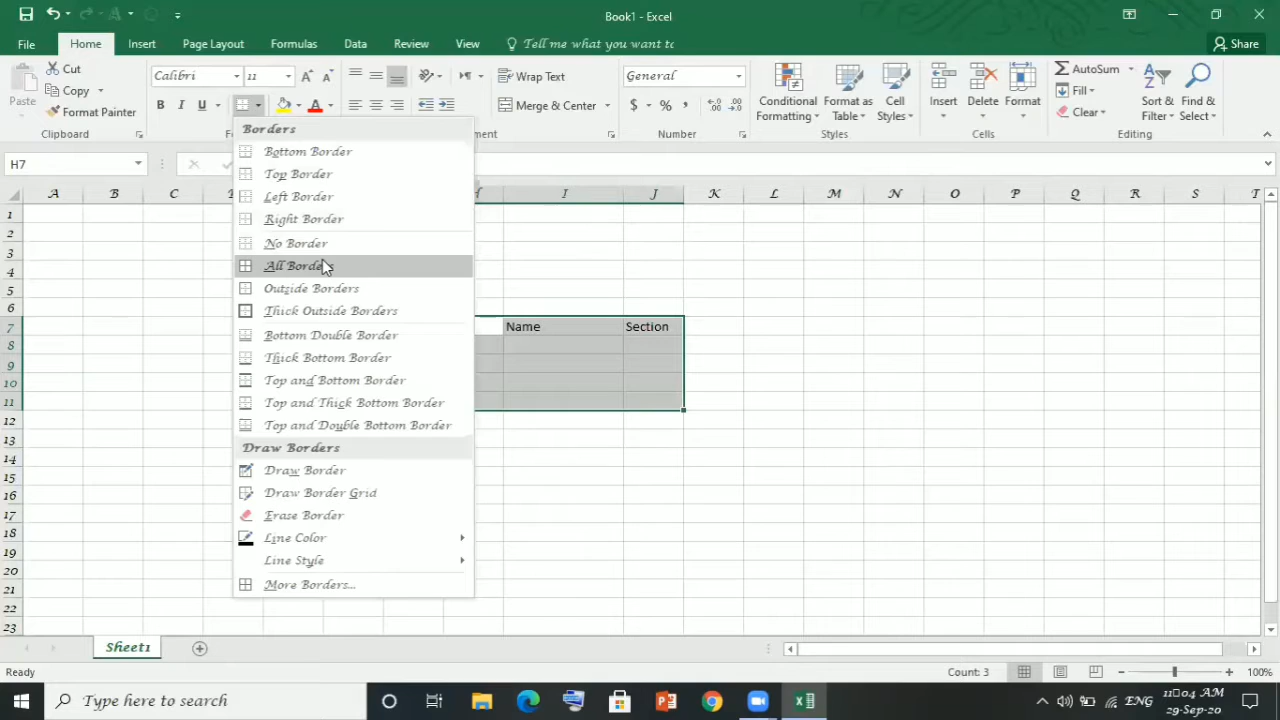 Book1 - Excel
File Home Insert Page Layout Formulas Data Review View Tell me what you want to Share
Paste Cut Copy Format Painter Clipboard
Calibri 11 B I U
Wrap Text Merge & Center
General $ % , Number
Conditional Formatting Format as Table Cell Styles Styles
Insert Delete Format Cells
AutoSum Fill Clear Sort & Filter Find & Select Editing
H7
A B C I J K L M N O P Q R S T
1
2
3
4
5
6
7 Name Section
8
9
10
11
12
13
14
15
16
17
18
19
20
21
22
23
Borders
Bottom Border
Top Border
Left Border
Right Border
No Border
All Borders
Outside Borders
Thick Outside Borders
Bottom Double Border
Thick Bottom Border
Top and Bottom Border
Top and Thick Bottom Border
Top and Double Bottom Border
Draw Borders
Draw Border
Draw Border Grid
Erase Border
Line Color
Line Style
More Borders...
Sheet1
Ready Count: 3 100%
Type here to search ENG
29-Sep-20